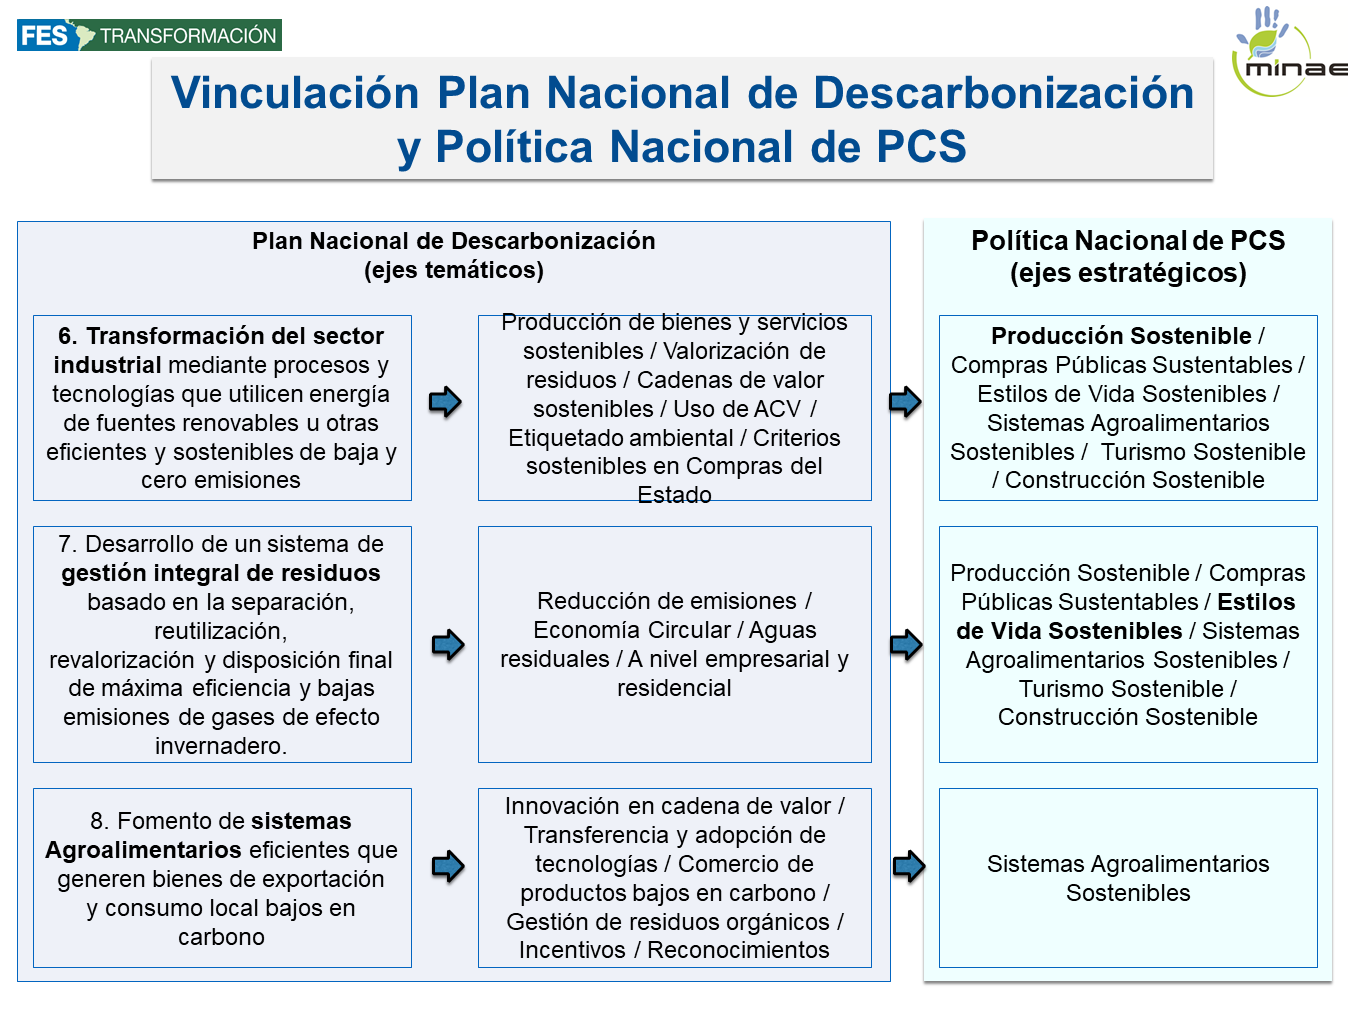 FES TRANSFORMACIÓN
minae
Vinculación Plan Nacional de Descarbonización
y Política Nacional de PCS
Plan Nacional de Descarbonización
(ejes temáticos)
Política Nacional de PCS
(ejes estratégicos)
6. Transformación del sector
industrial mediante procesos y
tecnologías que utilicen energía
de fuentes renovables u otras
eficientes y sostenibles de baja y
cero emisiones
Producción de bienes y servicios
sostenibles / Valorización de
residuos / Cadenas de valor
sostenibles / Uso de ACV /
Etiquetado ambiental / Criterios
sostenibles en Compras del
Estado
Producción Sostenible /
Compras Públicas Sustentables /
Estilos de Vida Sostenibles /
Sistemas Agroalimentarios
Sostenibles / Turismo Sostenible
/ Construcción Sostenible
7. Desarrollo de un sistema de
gestión integral de residuos
basado en la separación,
reutilización,
revalorización y disposición final
de máxima eficiencia y bajas
emisiones de gases de efecto
invernadero.
Reducción de emisiones /
Economía Circular / Aguas
residuales / A nivel empresarial y
residencial
Producción Sostenible / Compras
Públicas Sustentables / Estilos
de Vida Sostenibles / Sistemas
Agroalimentarios Sostenibles /
Turismo Sostenible /
Construcción Sostenible
8. Fomento de sistemas
Agroalimentarios eficientes que
generen bienes de exportación
y consumo local bajos en
carbono
Innovación en cadena de valor /
Transferencia y adopción de
tecnologías / Comercio de
productos bajos en carbono /
Gestión de residuos orgánicos /
Incentivos / Reconocimientos
Sistemas Agroalimentarios
Sostenibles